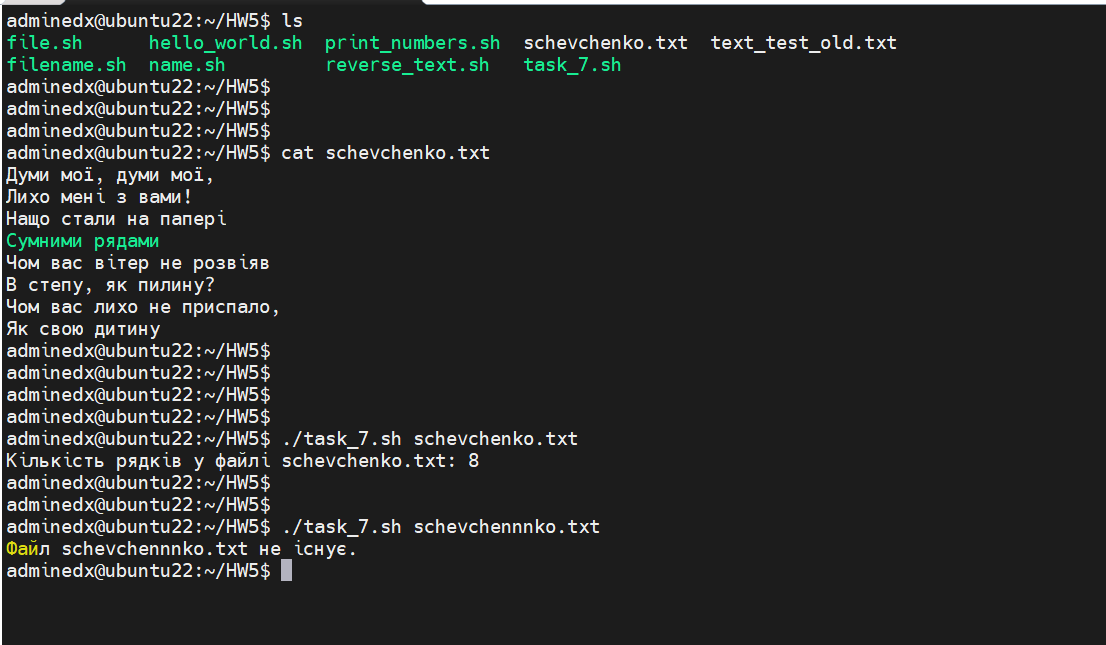 adminedx@ubuntu22:~/HW5$ ls
file.sh      hello_world.sh  print_numbers.sh  schevchenko.txt  text_test_old.txt
filename.sh  name.sh         reverse_text.sh   task_7.sh
adminedx@ubuntu22:~/HW5$
adminedx@ubuntu22:~/HW5$
adminedx@ubuntu22:~/HW5$
adminedx@ubuntu22:~/HW5$ cat schevchenko.txt
Думи мої, думи мої,
Лихо мені з вами!
Нащо стали на папері
Сумними рядами
Чом вас вітер не розвіяв
В степу, як пилину?
Чом вас лихо не приспало,
Як свою дитину
adminedx@ubuntu22:~/HW5$
adminedx@ubuntu22:~/HW5$
adminedx@ubuntu22:~/HW5$
adminedx@ubuntu22:~/HW5$
adminedx@ubuntu22:~/HW5$ ./task_7.sh schevchenko.txt
Кількість рядків у файлі schevchenko.txt: 8
adminedx@ubuntu22:~/HW5$
adminedx@ubuntu22:~/HW5$
adminedx@ubuntu22:~/HW5$ ./task_7.sh schevchennnko.txt
Файл schevchennnko.txt не існує.
adminedx@ubuntu22:~/HW5$